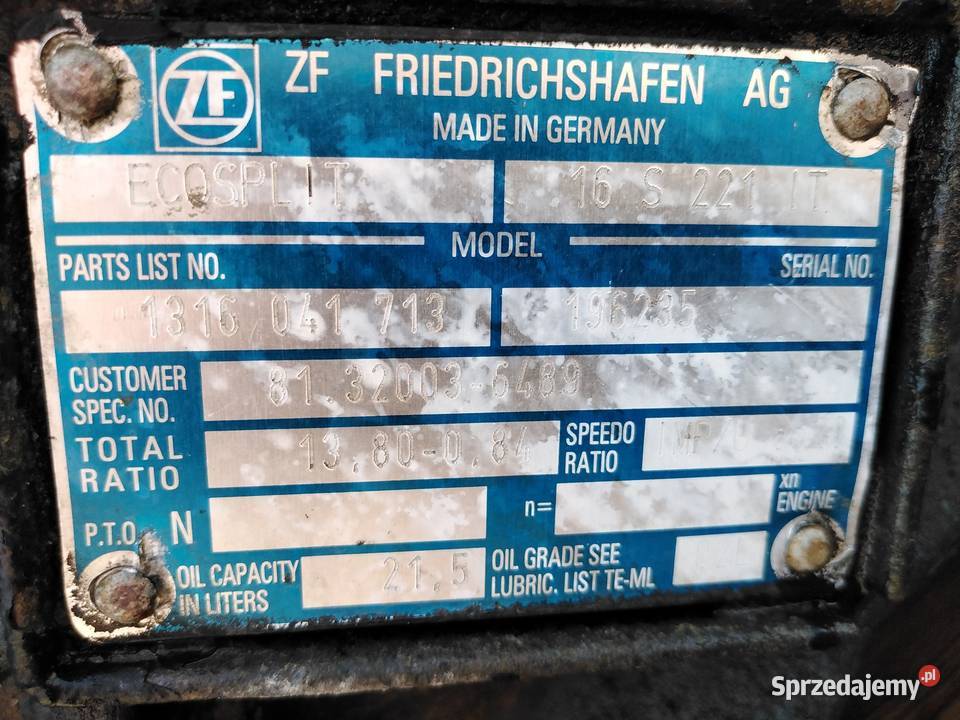 ZF ZF FRIEDRICHSHAFEN AG
MADE IN GERMANY
ECOSPLIT 16 S 221 IT
MODEL
PARTS LIST NO. SERIAL NO.
1316 041 713 196235
CUSTOMER SPEC. NO. 81.32003-6489
TOTAL RATIO 13,80-0,84 SPEEDO RATIO
P.T.O. N n= xn ENGINE
OIL CAPACITY IN LITERS 21,5 OIL GRADE SEE LUBRIC. LIST TE-ML
Sprzedajemy.pl